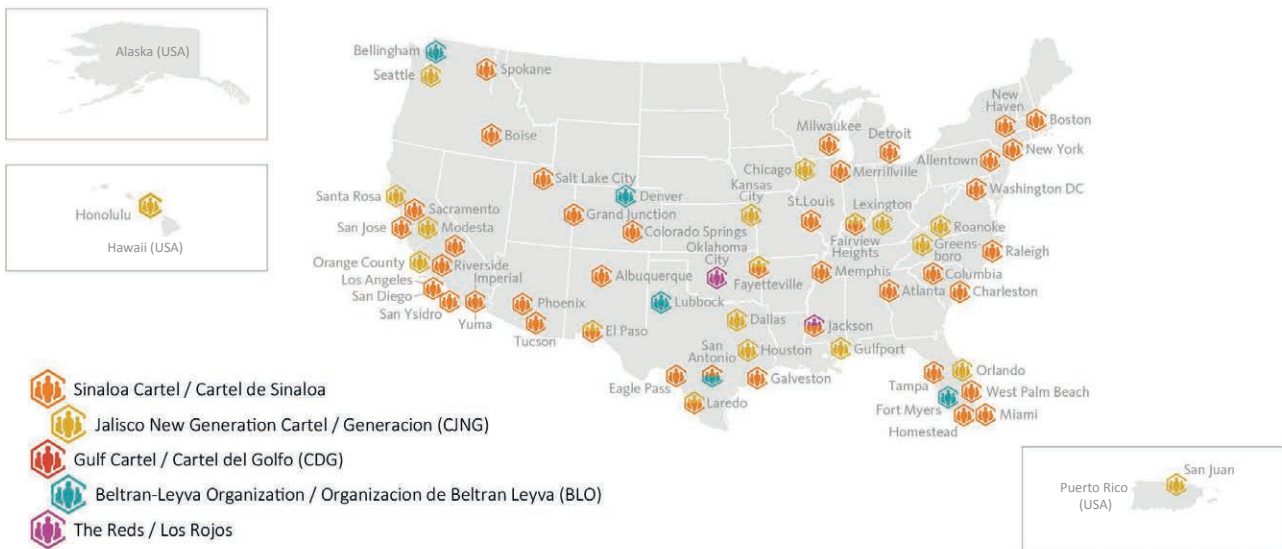 Alaska (USA)
Honolulu
Hawaii (USA)
Bellingham
Seattle
Spokane
Boise
Salt Lake City
Denver
Grand Junction
Colorado Springs
Santa Rosa
Sacramento
San Jose
Modesta
Orange County
Riverside
Los Angeles
Imperial
San Diego
San Ysidro
Yuma
Phoenix
Tucson
Albuquerque
El Paso
Lubbock
Oklahoma
City
Fayetteville
Kansas
City
Chicago
Milwaukee
Detroit
Merrillville
St.Louis
Lexington
Fairview
Heights
Memphis
Dallas
San
Antonio
Houston
Eagle Pass
Laredo
Galveston
Jackson
Gulfport
New
Haven
Boston
New York
Allentown
Washington DC
Roanoke
Greens-
boro
Raleigh
Columbia
Atlanta
Charleston
Orlando
Tampa
West Palm Beach
Fort Myers
Miami
Homestead
San Juan
Puerto Rico
(USA)
Sinaloa Cartel / Cartel de Sinaloa
Jalisco New Generation Cartel / Generacion (CJNG)
Gulf Cartel / Cartel del Golfo (CDG)
Beltran-Leyva Organization / Organizacion de Beltran Leyva (BLO)
The Reds / Los Rojos